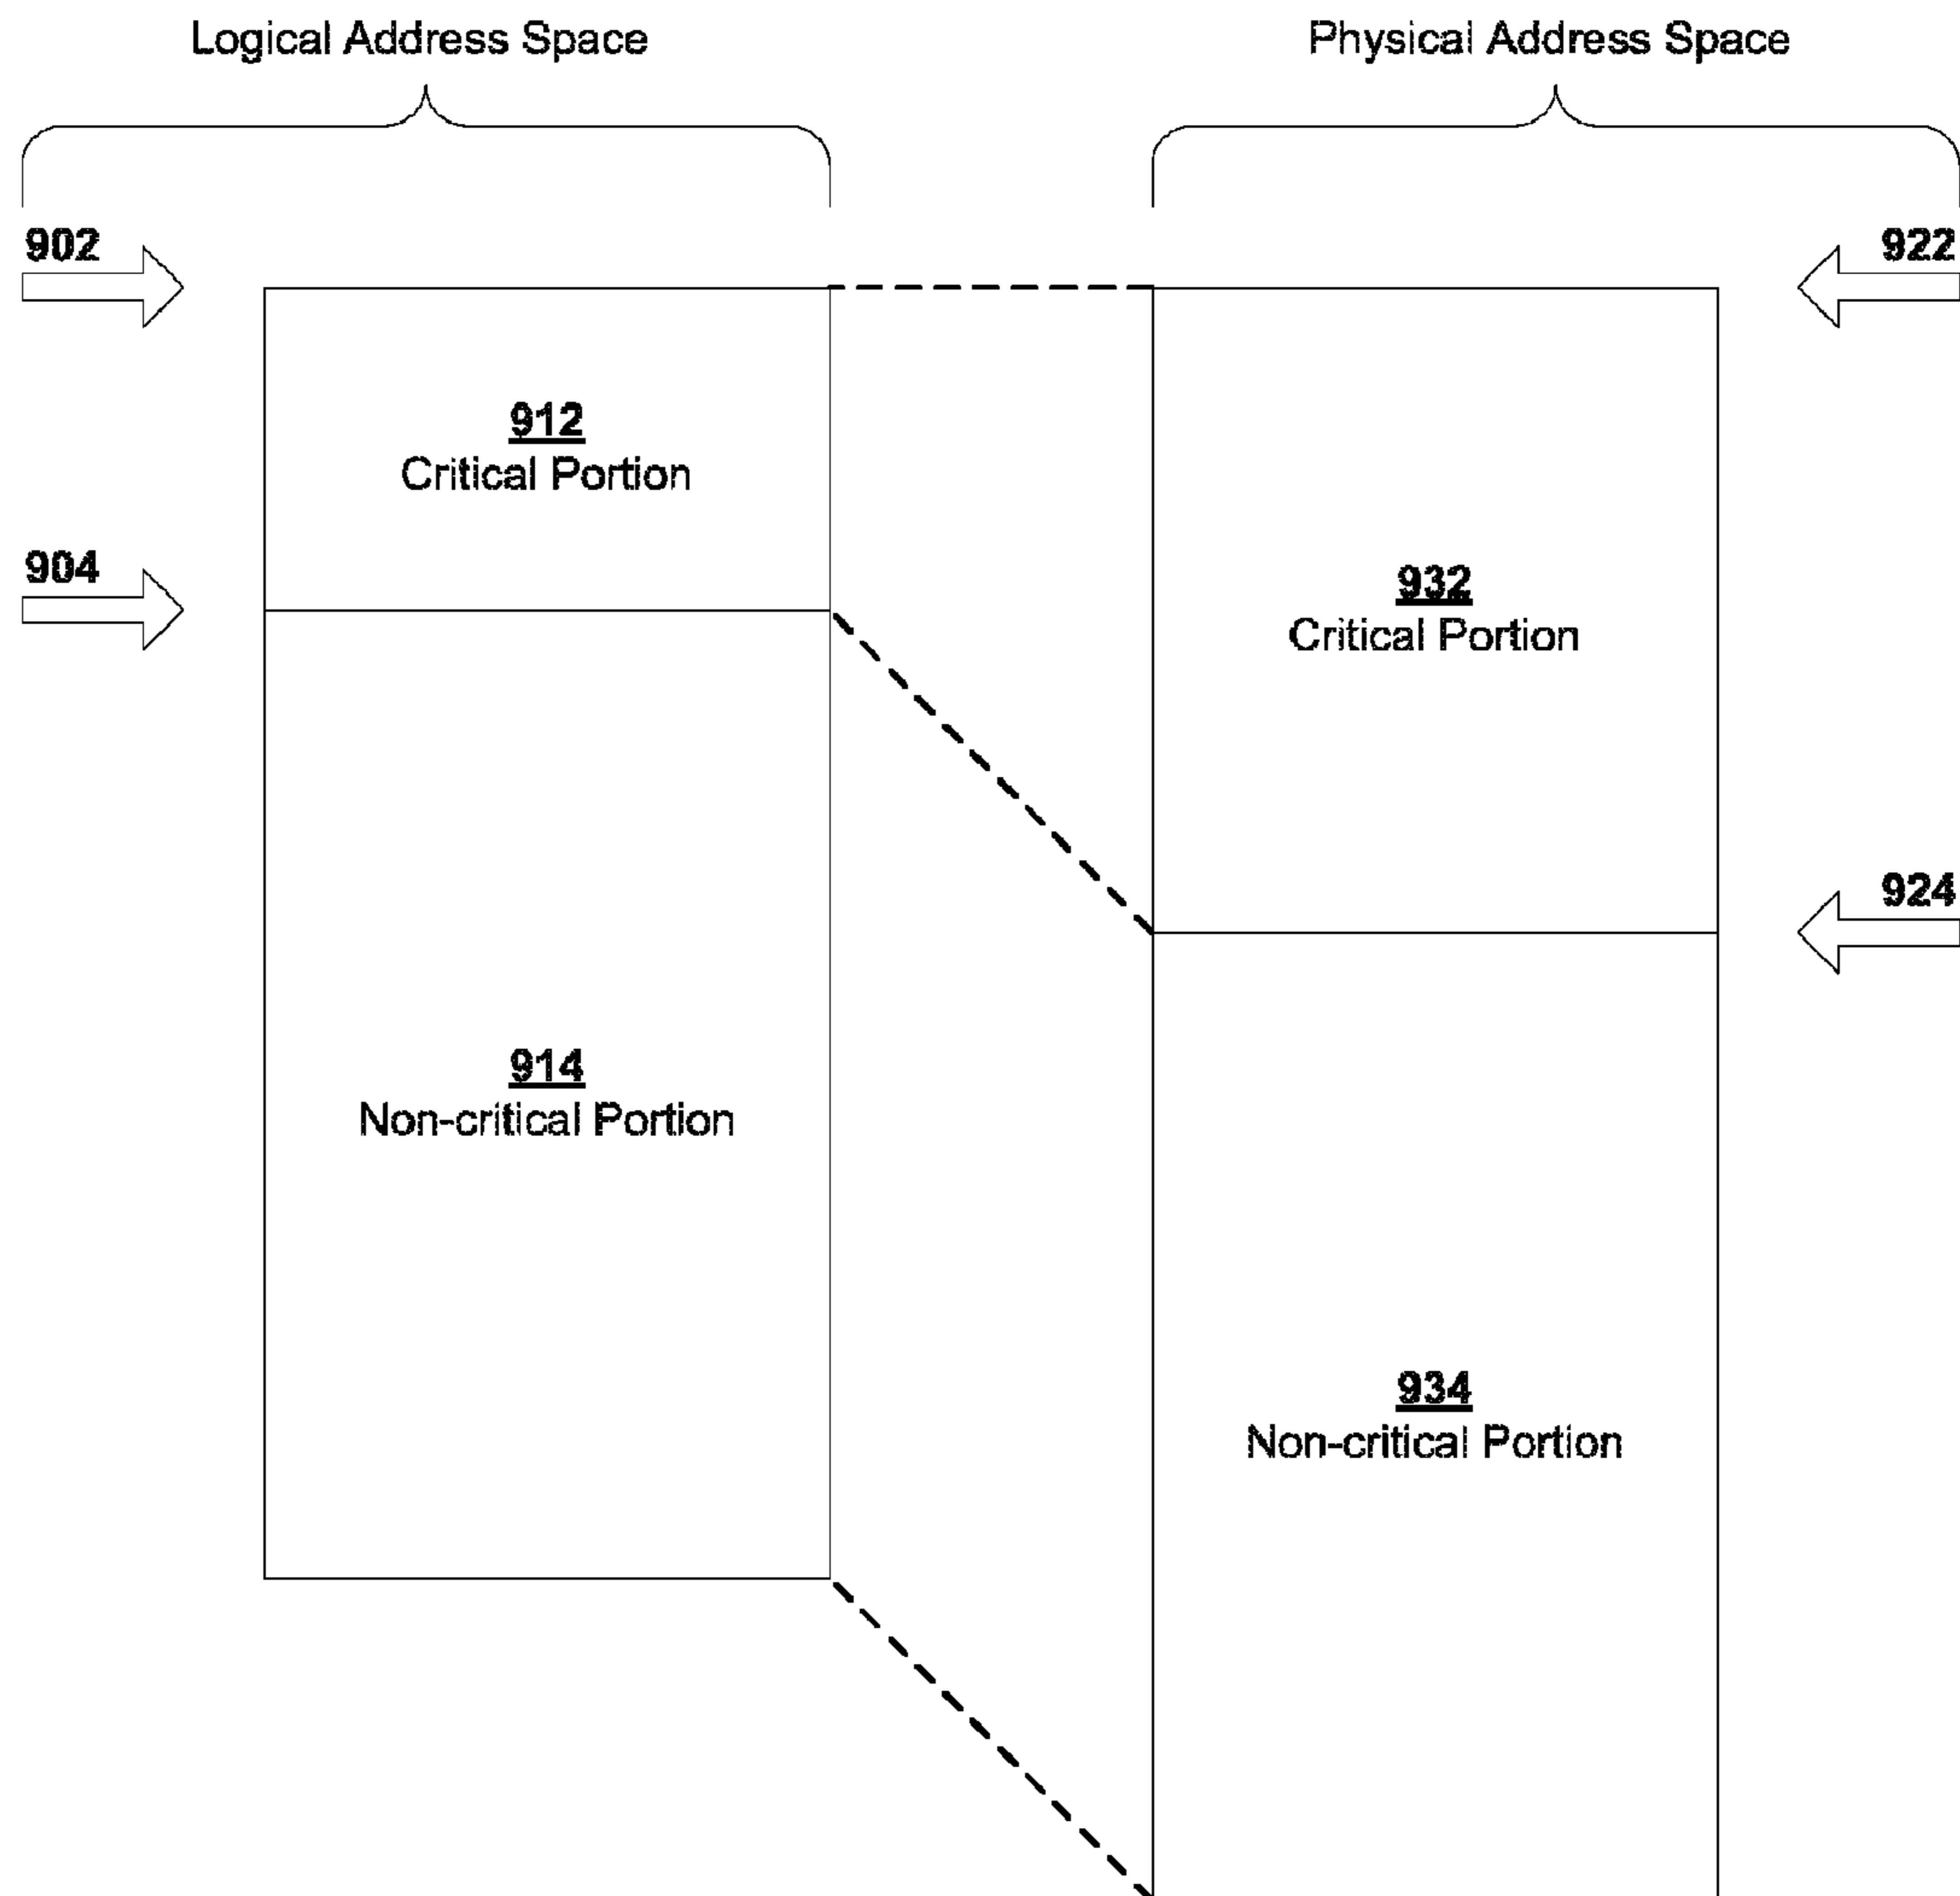 Logical Address Space
Physical Address Space
902
922
912
Critical Portion
904
932
Critical Portion
924
914
Non-critical Portion
934
Non-critical Portion